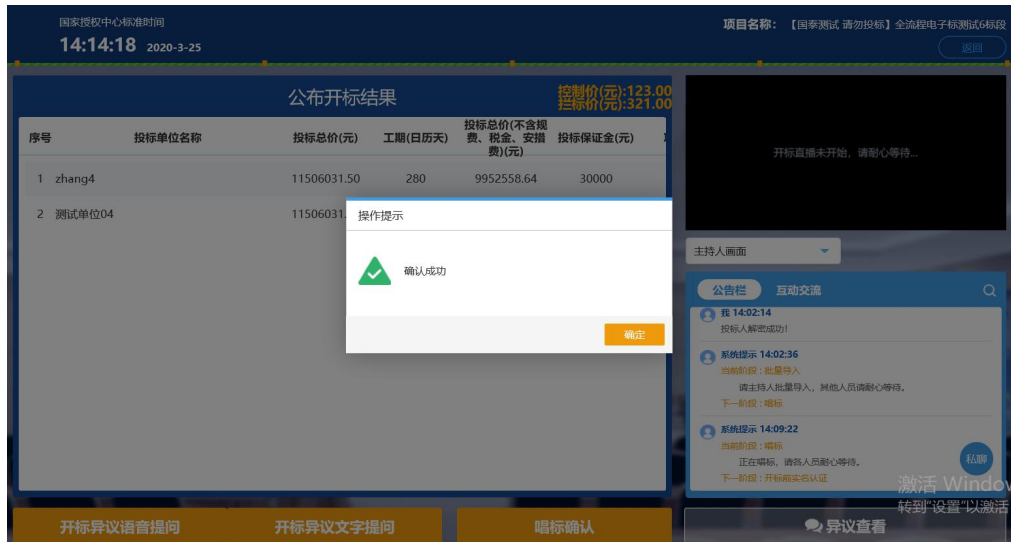 国家授权中心标准时间
14:14:18 2020-3-25
项目名称：【国泰测试 请勿投标】全流程电子标测试6标段
返回
公布开标结果
控制价(元):123.00
拦标价(元):321.00
序号 投标单位名称 投标总价(元) 工期(日历天) 投标总价(不含规费、税金、安措费)(元) 投标保证金(元)
1 zhang4 11506031.50 280 9952558.64 30000
2 测试单位04 11506031.
操作提示
确认成功
确定
开标直播未开始，请耐心等待...
主持人画面
公告栏 互动交流
我 14:02:14
投标人解密成功!
系统提示 14:02:36
当前阶段：批量导入
请主持人批量导入，其他人员请耐心等待。
下一阶段：唱标
系统提示 14:09:22
当前阶段：唱标
正在唱标，请各人员耐心等待。
下一阶段：开标前实名认证
私聊
激活 Window
转到"设置"以激活
开标异议语音提问 开标异议文字提问 唱标确认 异议查看